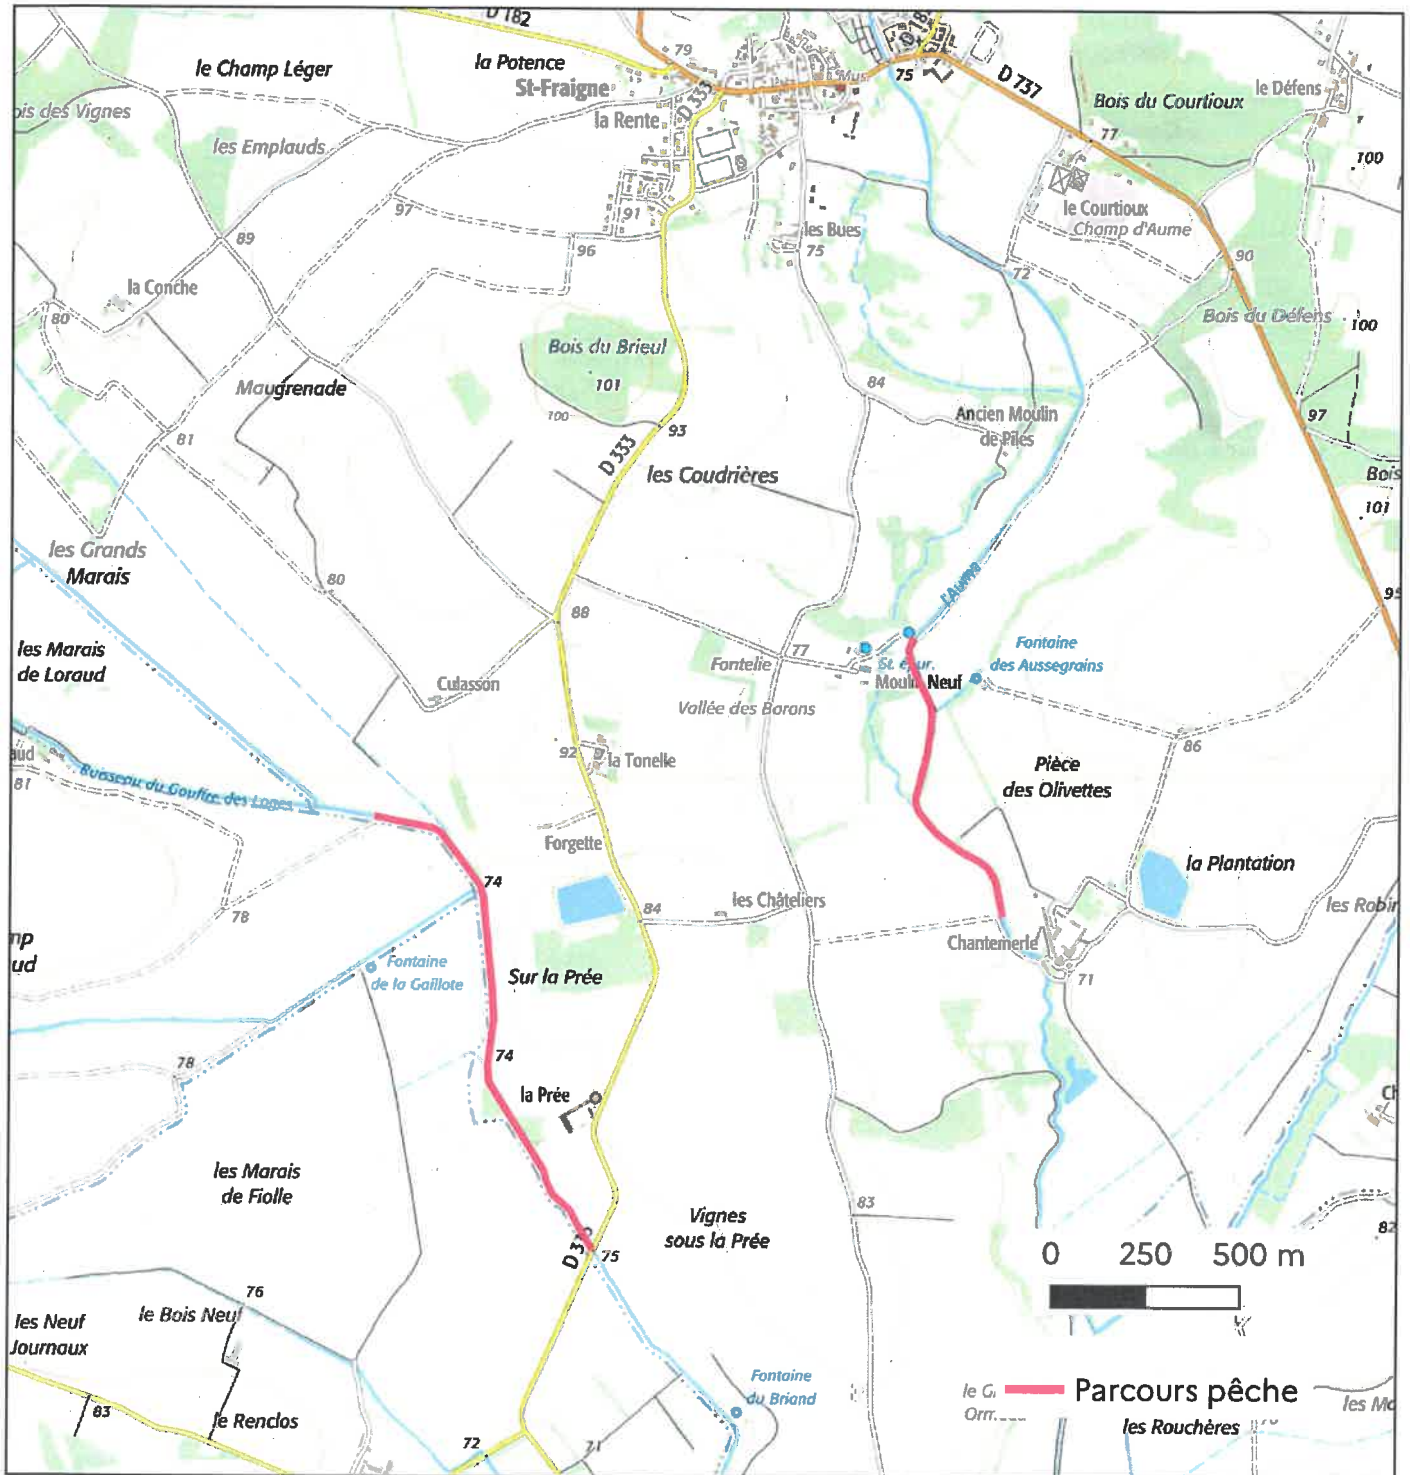 D 182
le Champ Léger
la Potence
79
St-Fraigne
D 333
Mus
75
D 737
le Défens
Bois du Courtioux
la Rente
77
100
les Emplauds
91
97
89
96
les Bues
75
le Courtioux
Champ d'Aume
72
90
la Conche
80
Bois du Défens
100
Bois du Brieul
101
100
Maugrenade
84
Ancien Moulin
de Piles
97
81
93
D 333
les Coudrières
Bois
101
les Grands
Marais
80
l'Aume
95
88
les Marais
de Loraud
Fontelie
77
St. épur.
Moulin Neuf
Fontaine
des Aussegrains
Culasson
Vallée des Barons
86
92
la Tonelle
aud
81
Ruisseau du Gouffre des Loges
Pièce
des Olivettes
Forgette
la Plantation
74
78
84
les Châteliers
les Robin
Chantemerle
71
Fontaine
de la Gaillote
Sur la Prée
74
78
la Prée
les Marais
de Fiolle
83
Vignes
sous la Prée
82
75
0 250 500 m
76
le Bois Neuf
les Neuf
Journaux
Fontaine
du Briand
Parcours pêche
83
le Renclos
les Rouchères
72
71